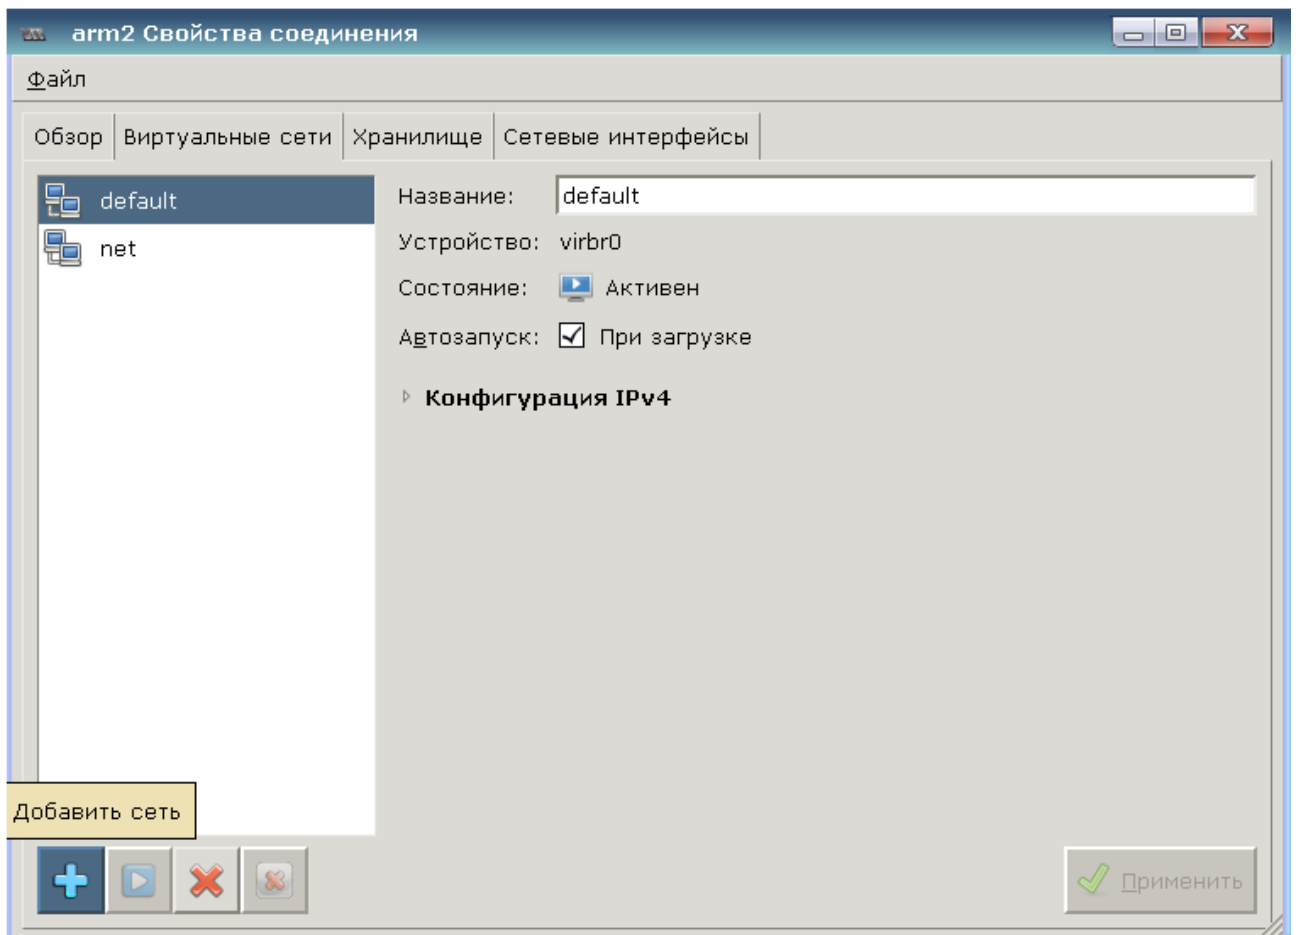 arm2 Свойства соединения
Файл
Обзор Виртуальные сети Хранилище Сетевые интерфейсы
default
net
Название: default
Устройство: virbr0
Состояние: Активен
Автозапуск: При загрузке
Конфигурация IPv4
Добавить сеть
Применить